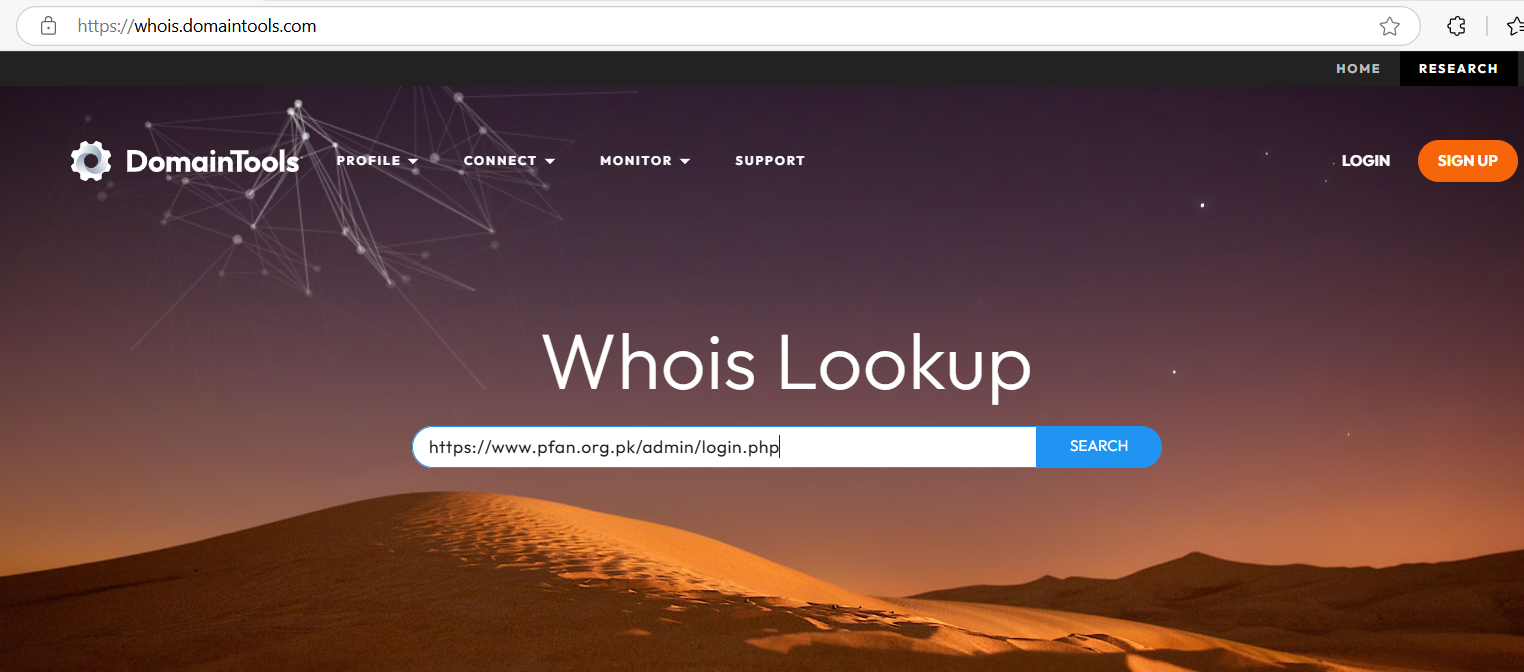 https://whois.domaintools.com
HOME RESEARCH
DomainTools PROFILE CONNECT MONITOR SUPPORT LOGIN SIGN UP
Whois Lookup
https://www.pfan.org.pk/admin/login.php SEARCH